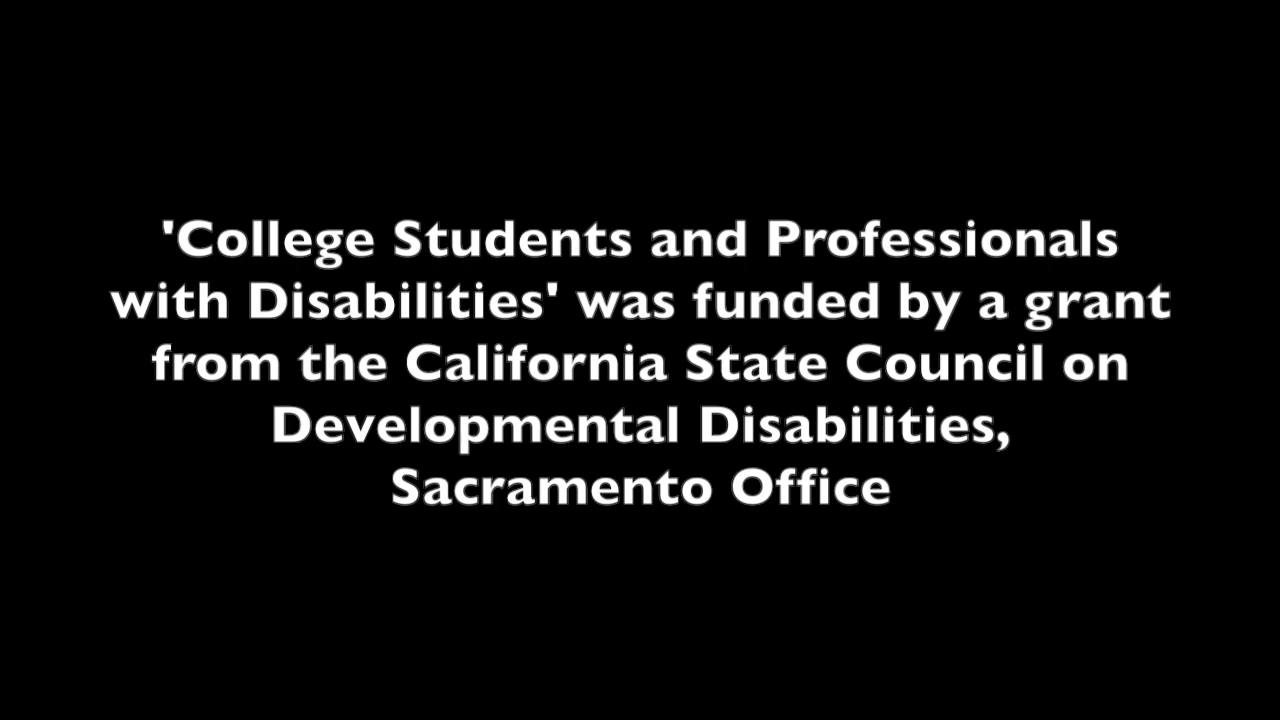 'College Students and Professionals
with Disabilities' was funded by a grant
from the California State Council on
Developmental Disabilities,
Sacramento Office